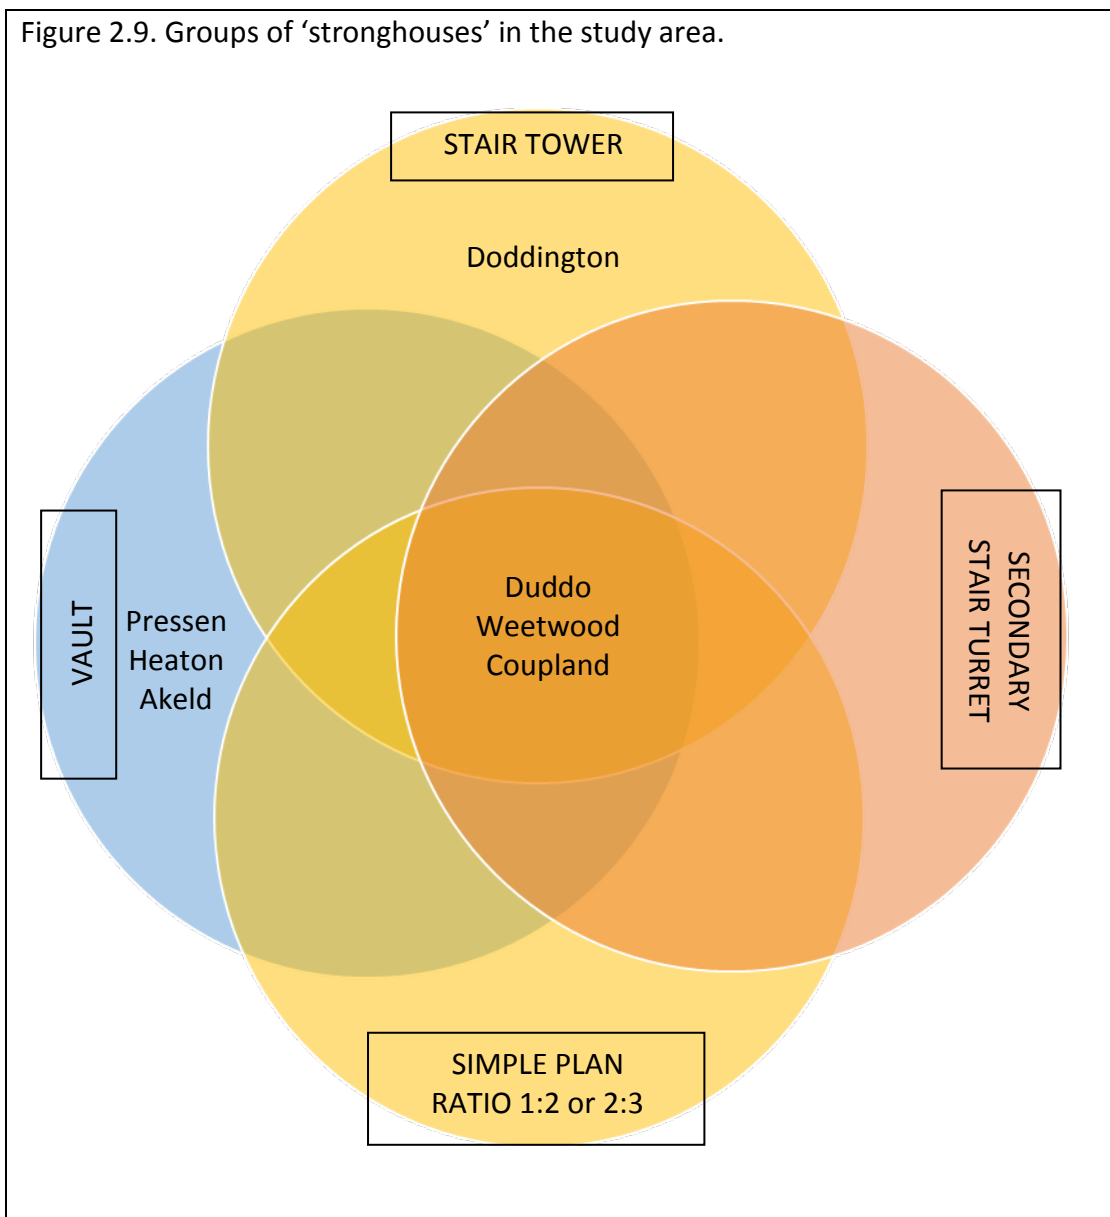 Figure 2.9. Groups of ‘stronghouses’ in the study area.
STAIR TOWER
Doddington
VAULT
Pressen
Heaton
Akeld
Duddo
Weetwood
Coupland
SECONDARY
STAIR TURRET
SIMPLE PLAN
RATIO 1:2 or 2:3